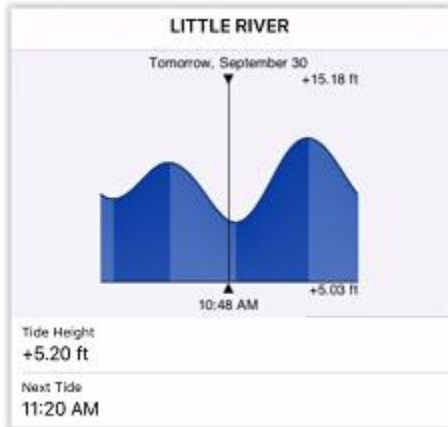 LITTLE RIVER
Tomorrow, September 30
+15.18 ft
+5.03 ft
10:48 AM
Tide Height
+5.20 ft
Next Tide
11:20 AM